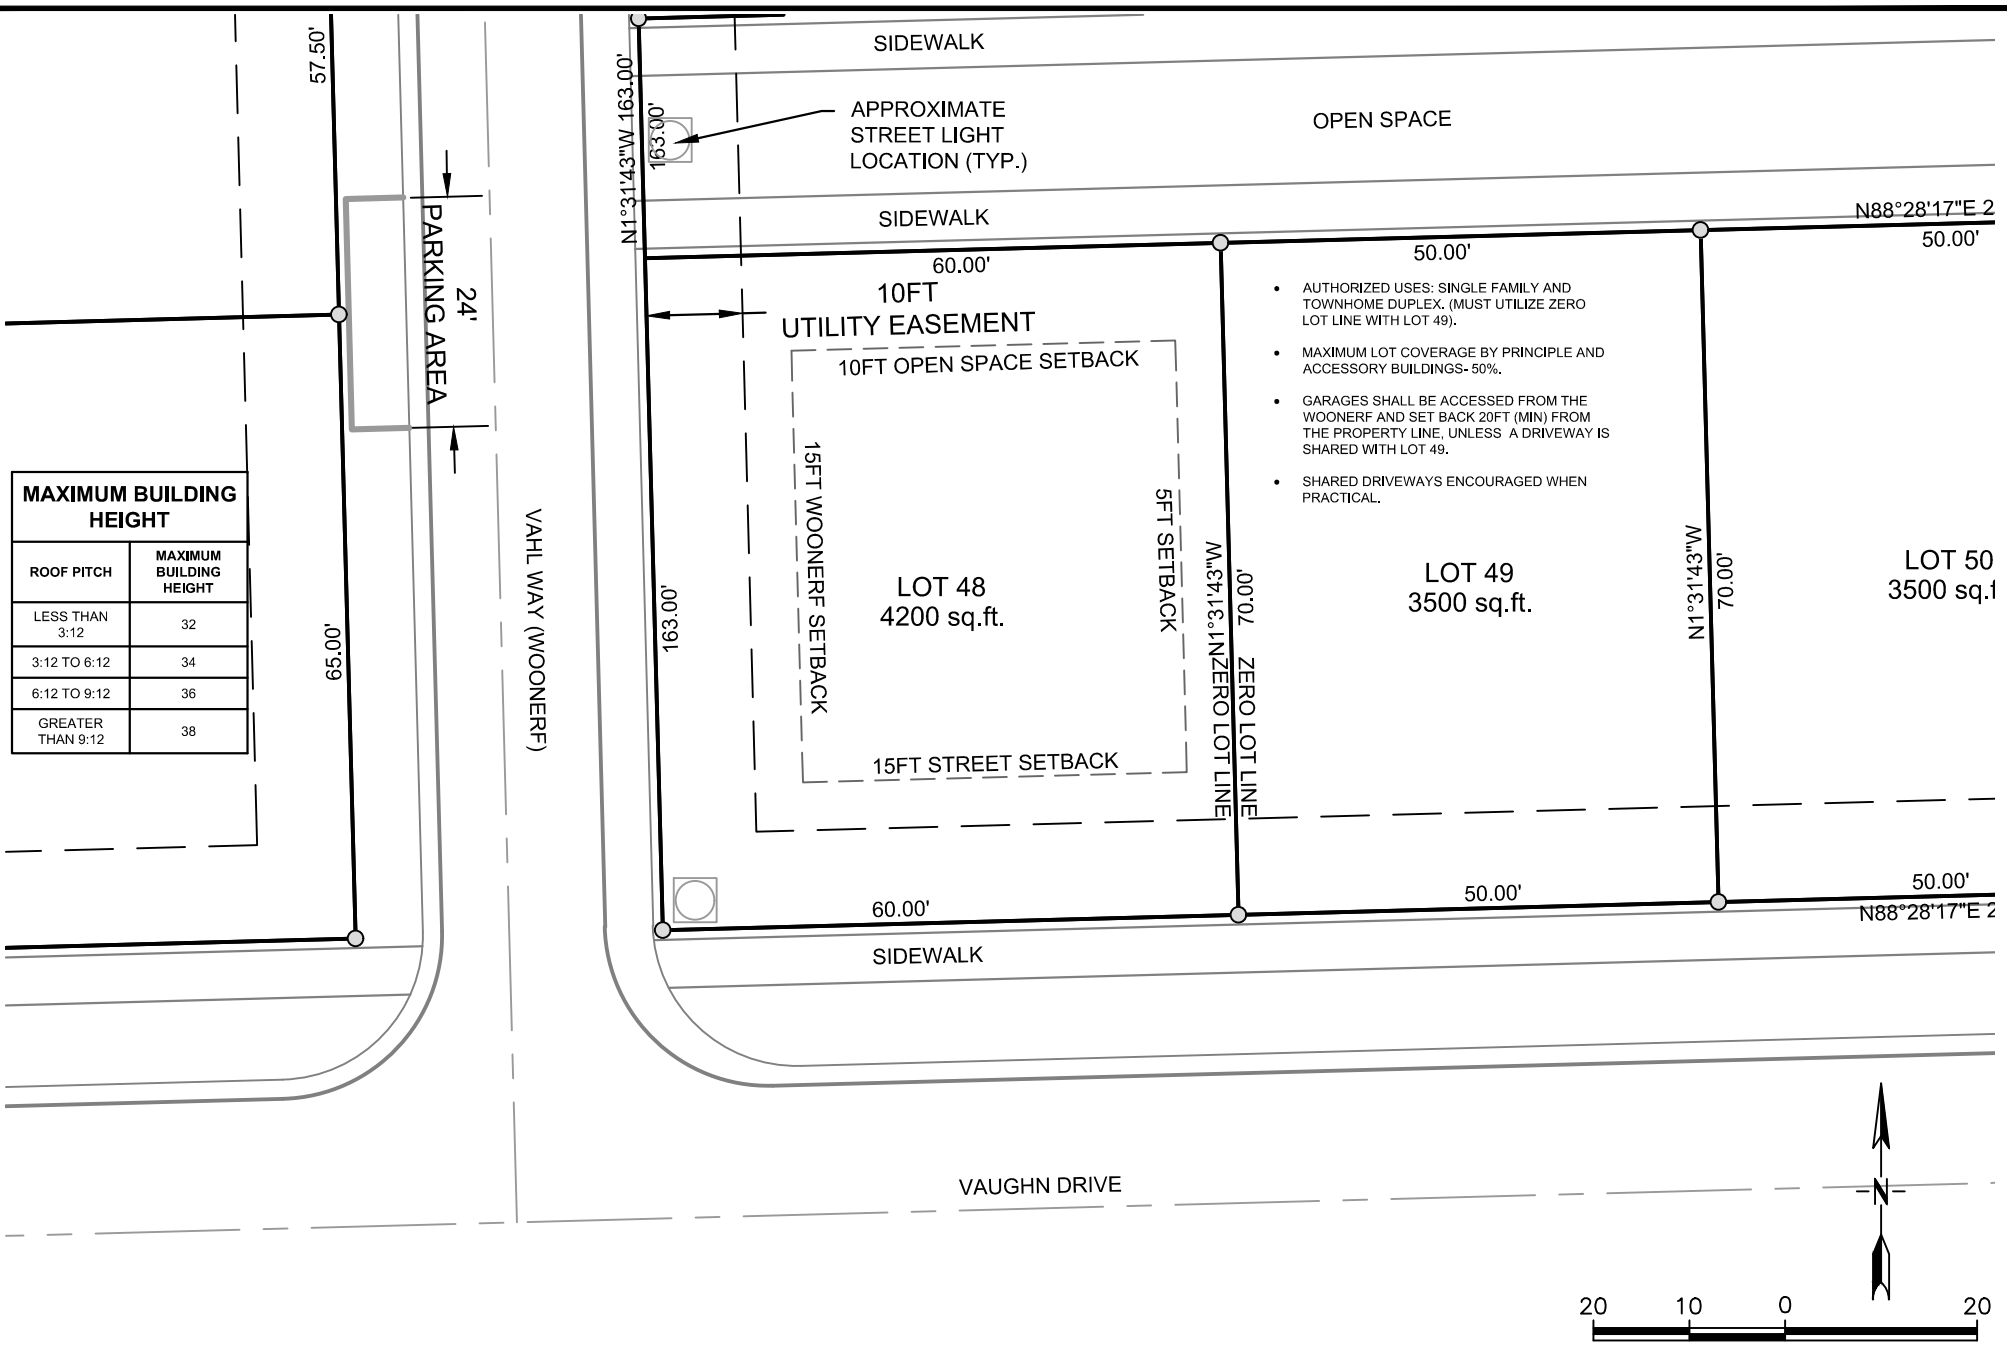 57.50'
SIDEWALK
N1°31'43"W 163.00'
163.00'
APPROXIMATE
STREET LIGHT
LOCATION (TYP.)
OPEN SPACE
SIDEWALK
N88°28'17"E 2
60.00'
50.00'
50.00'
PARKING AREA
24'
10FT
UTILITY EASEMENT
10FT OPEN SPACE SETBACK
• AUTHORIZED USES: SINGLE FAMILY AND
TOWNHOME DUPLEX. (MUST UTILIZE ZERO
LOT LINE WITH LOT 49).
• MAXIMUM LOT COVERAGE BY PRINCIPLE AND
ACCESSORY BUILDINGS- 50%.
• GARAGES SHALL BE ACCESSED FROM THE
WOONERF AND SET BACK 20FT (MIN) FROM
THE PROPERTY LINE, UNLESS A DRIVEWAY IS
SHARED WITH LOT 49.
• SHARED DRIVEWAYS ENCOURAGED WHEN
PRACTICAL.
MAXIMUM BUILDING
HEIGHT
ROOF PITCH
MAXIMUM
BUILDING
HEIGHT
LESS THAN
3:12
32
3:12 TO 6:12
34
6:12 TO 9:12
36
GREATER
THAN 9:12
38
65.00'
VAHL WAY (WOONERF)
163.00'
15FT WOONERF SETBACK
LOT 48
4200 sq.ft.
5FT SETBACK
15FT STREET SETBACK
N1°31'43"W
70.00'
ZERO LOT LINE
ZERO LOT LINE
LOT 49
3500 sq.ft.
N1°31'43"W
70.00'
LOT 50
3500 sq.f
60.00'
50.00'
50.00'
N88°28'17"E 2
SIDEWALK
VAUGHN DRIVE
N
20 10 0 20